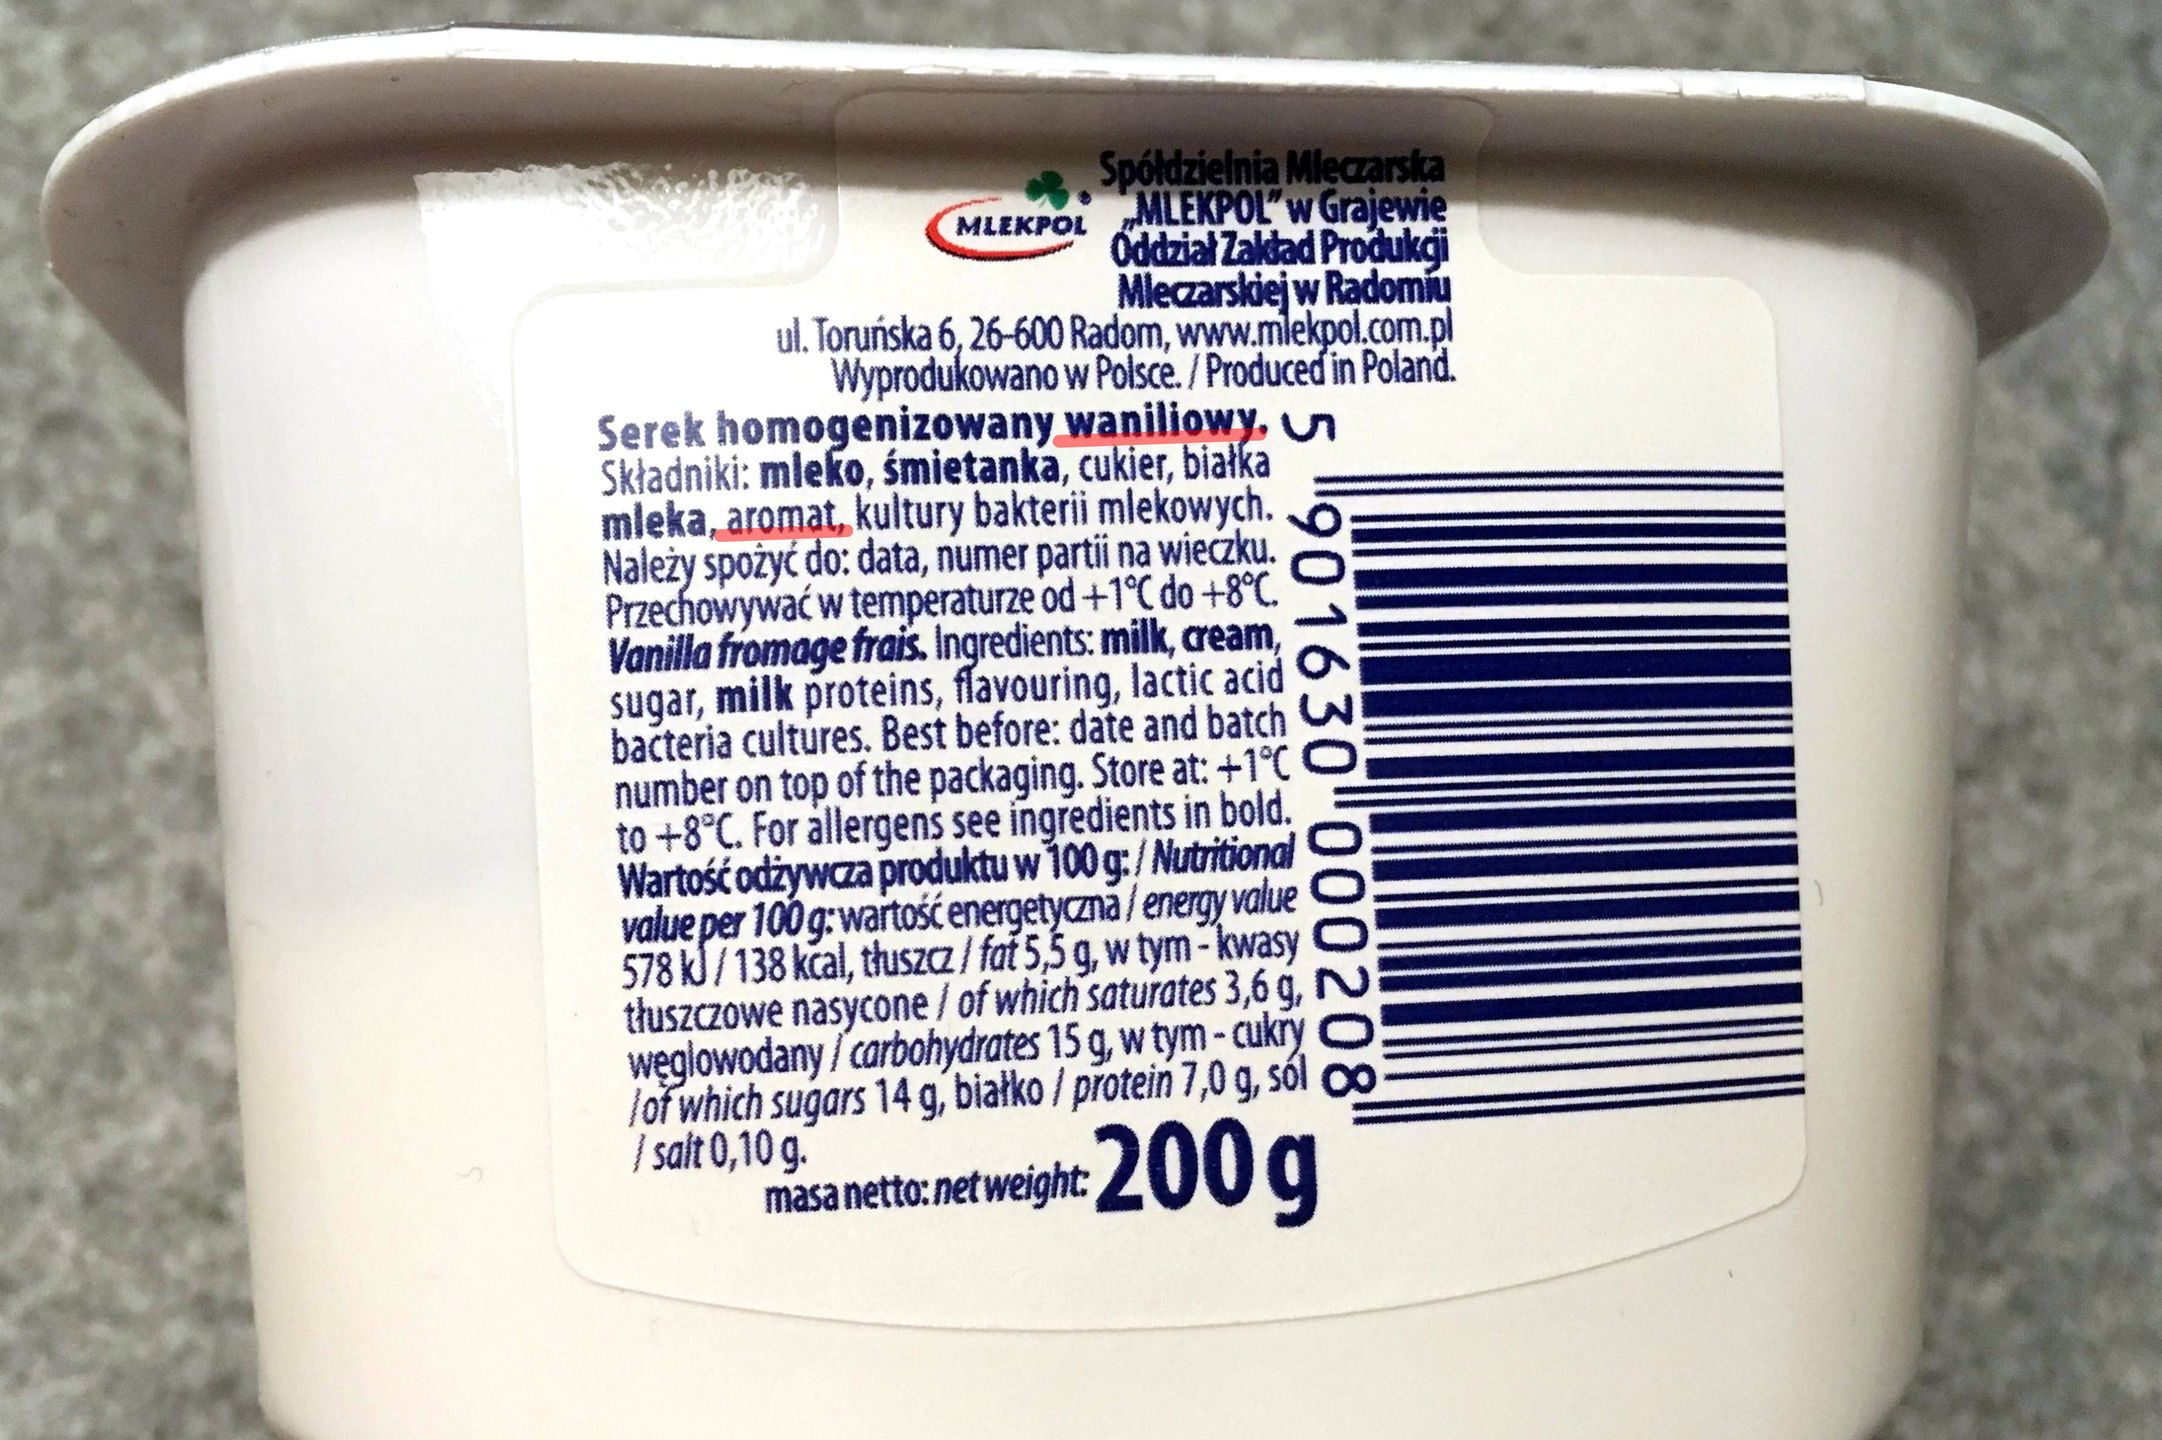 MLEKPOL
Spółdzielnia Mleczarska
„MLEKPOL” w Grajewie
Oddział Zakład Produkcji
Mleczarskiej w Radomiu
ul. Toruńska 6, 26-600 Radom, www.mlekpol.com.pl
Wyprodukowano w Polsce. / Produced in Poland.
Serek homogenizowany waniliowy.
Składniki: mleko, śmietanka, cukier, białka
mleka, aromat, kultury bakterii mlekowych.
Należy spożyć do: data, numer partii na wieczku.
Przechowywać w temperaturze od +1°C do +8°C.
Vanilla fromage frais. Ingredients: milk, cream,
sugar, milk proteins, flavouring, lactic acid
bacteria cultures. Best before: date and batch
number on top of the packaging. Store at: +1°C
to +8°C. For allergens see ingredients in bold.
Wartość odżywcza produktu w 100 g: / Nutritional
value per 100 g: wartość energetyczna / energy value
578 kJ / 138 kcal, tłuszcz / fat 5,5 g, w tym - kwasy
tłuszczowe nasycone / of which saturates 3,6 g,
węglowodany / carbohydrates 15 g, w tym - cukry
/ of which sugars 14 g, białko / protein 7,0 g, sól
/ salt 0,10 g.
masa netto: net weight: 200 g
5 901630 000208